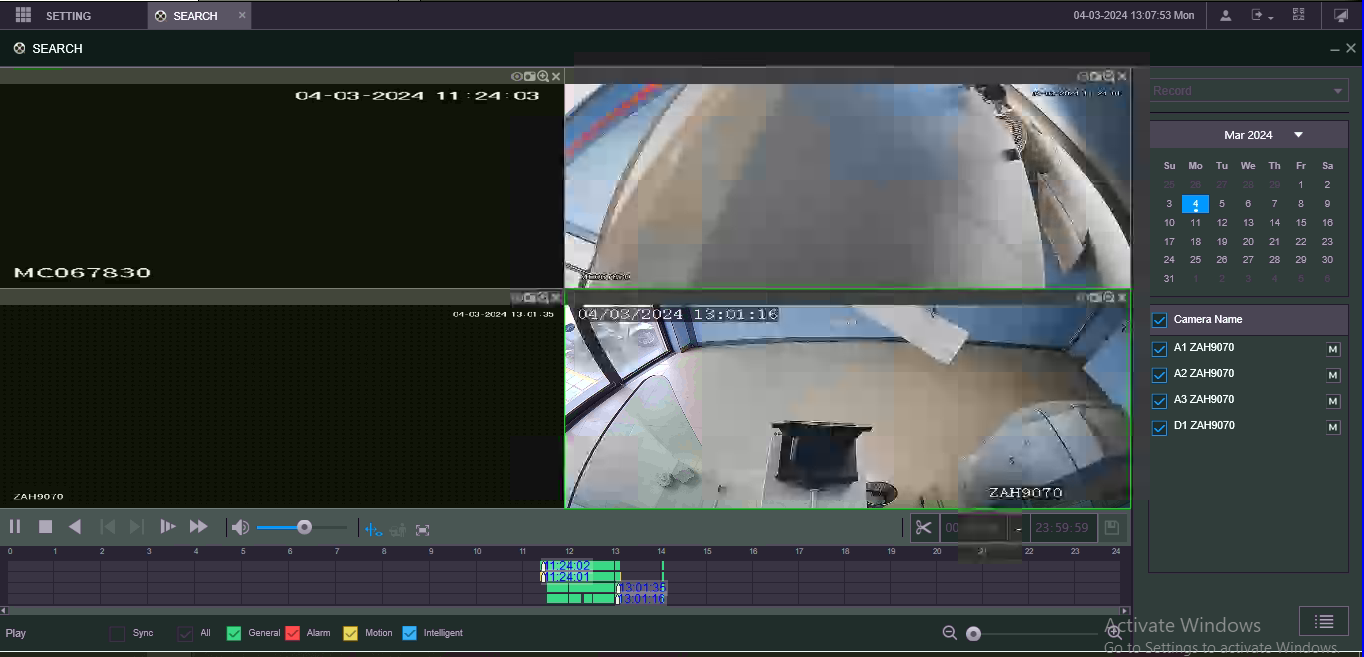 SETTING
SEARCH
04-03-2024 13:07:53 Mon
SEARCH
04-03-2024 11:24:03
MC067830
04-03-2024 13:01:35
ZAH9070
04/03/2024 13:01:16
ZAH9070
Record
Mar 2024
Su Mo Tu We Th Fr Sa
25 26 27 28 29 1 2
3 4 5 6 7 8 9
10 11 12 13 14 15 16
17 18 19 20 21 22 23
24 25 26 27 28 29 30
31 1 2 3 4 5 6
Camera Name
A1 ZAH9070 M
A2 ZAH9070 M
A3 ZAH9070 M
D1 ZAH9070 M
00 - 23:59:59
0 1 2 3 4 5 6 7 8 9 10 11 12 13 14 15 16 17 18 19 20 21 22 23 24
11:24:02
11:24:01
13:01:35
13:01:16
Play
Sync All General Alarm Motion Intelligent
Activate Windows
Go to Settings to activate Windows.